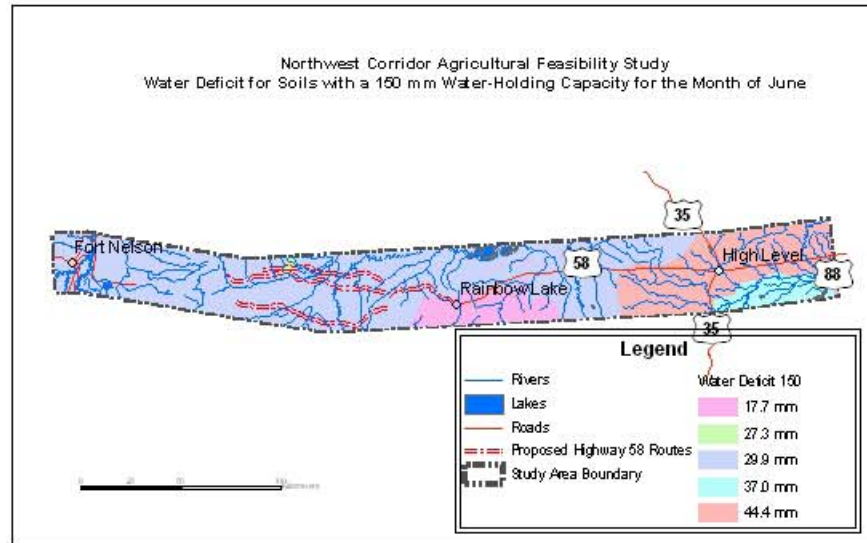 Northwest Corridor Agricultural Feasibility Study
Water Deficit for Soils with a 150 mm Water-Holding Capacity for the Month of June
35
Fort Nelson
58
High Level
88
Rainbow Lake
35
Legend
Rivers
Lakes
Roads
Proposed Highway 58 Routes
Study Area Boundary
Water Deficit 150
17.7 mm
27.3 mm
29.9 mm
37.0 mm
44.4 mm